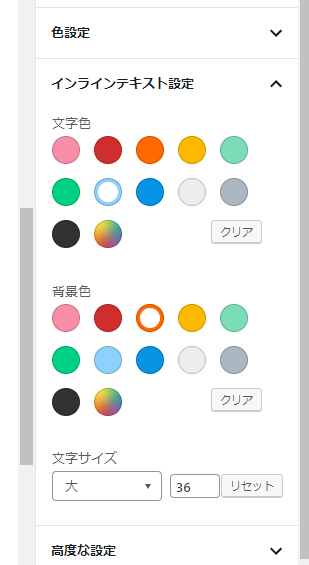 色設定
インラインテキスト設定
文字色
クリア
背景色
クリア
文字サイズ
大 36 リセット
高度な設定